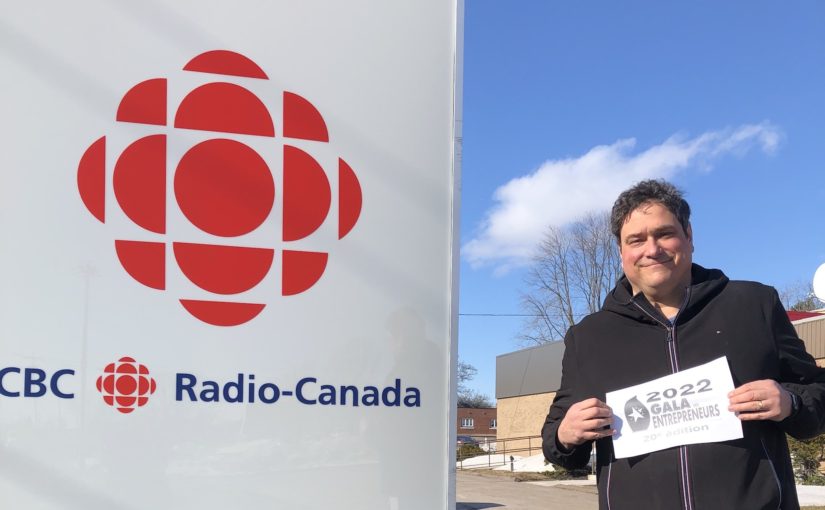 CBC Radio-Canada
2022
GALA
ENTREPRENEURS
20e édition